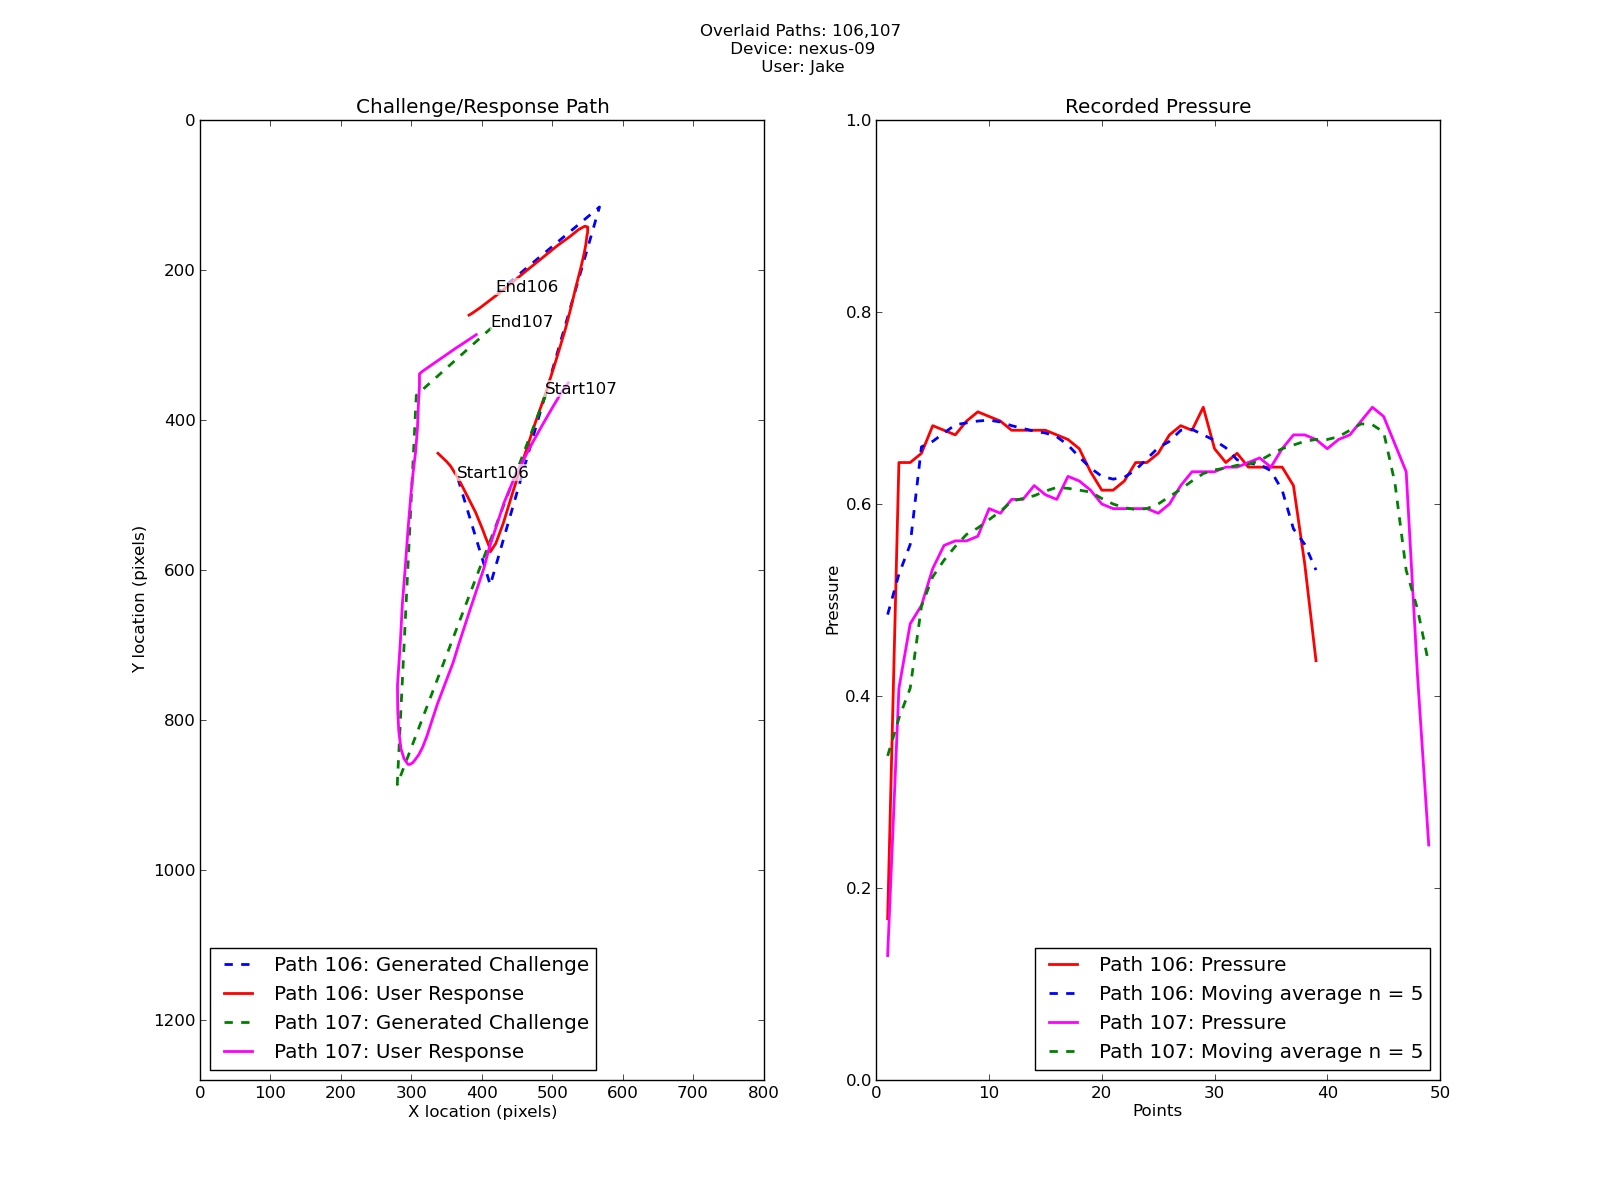 Overlaid Paths: 106,107
Device: nexus-09
User: Jake
Challenge/Response Path
0
200
400
600
800
1000
1200
Y location (pixels)
End106
End107
Start107
Start106
Path 106: Generated Challenge
Path 106: User Response
Path 107: Generated Challenge
Path 107: User Response
0 100 200 300 400 500 600 700 800
X location (pixels)
Recorded Pressure
1.0
0.8
0.6
0.4
0.2
0.0
Pressure
Path 106: Pressure
Path 106: Moving average n = 5
Path 107: Pressure
Path 107: Moving average n = 5
0 10 20 30 40 50
Points